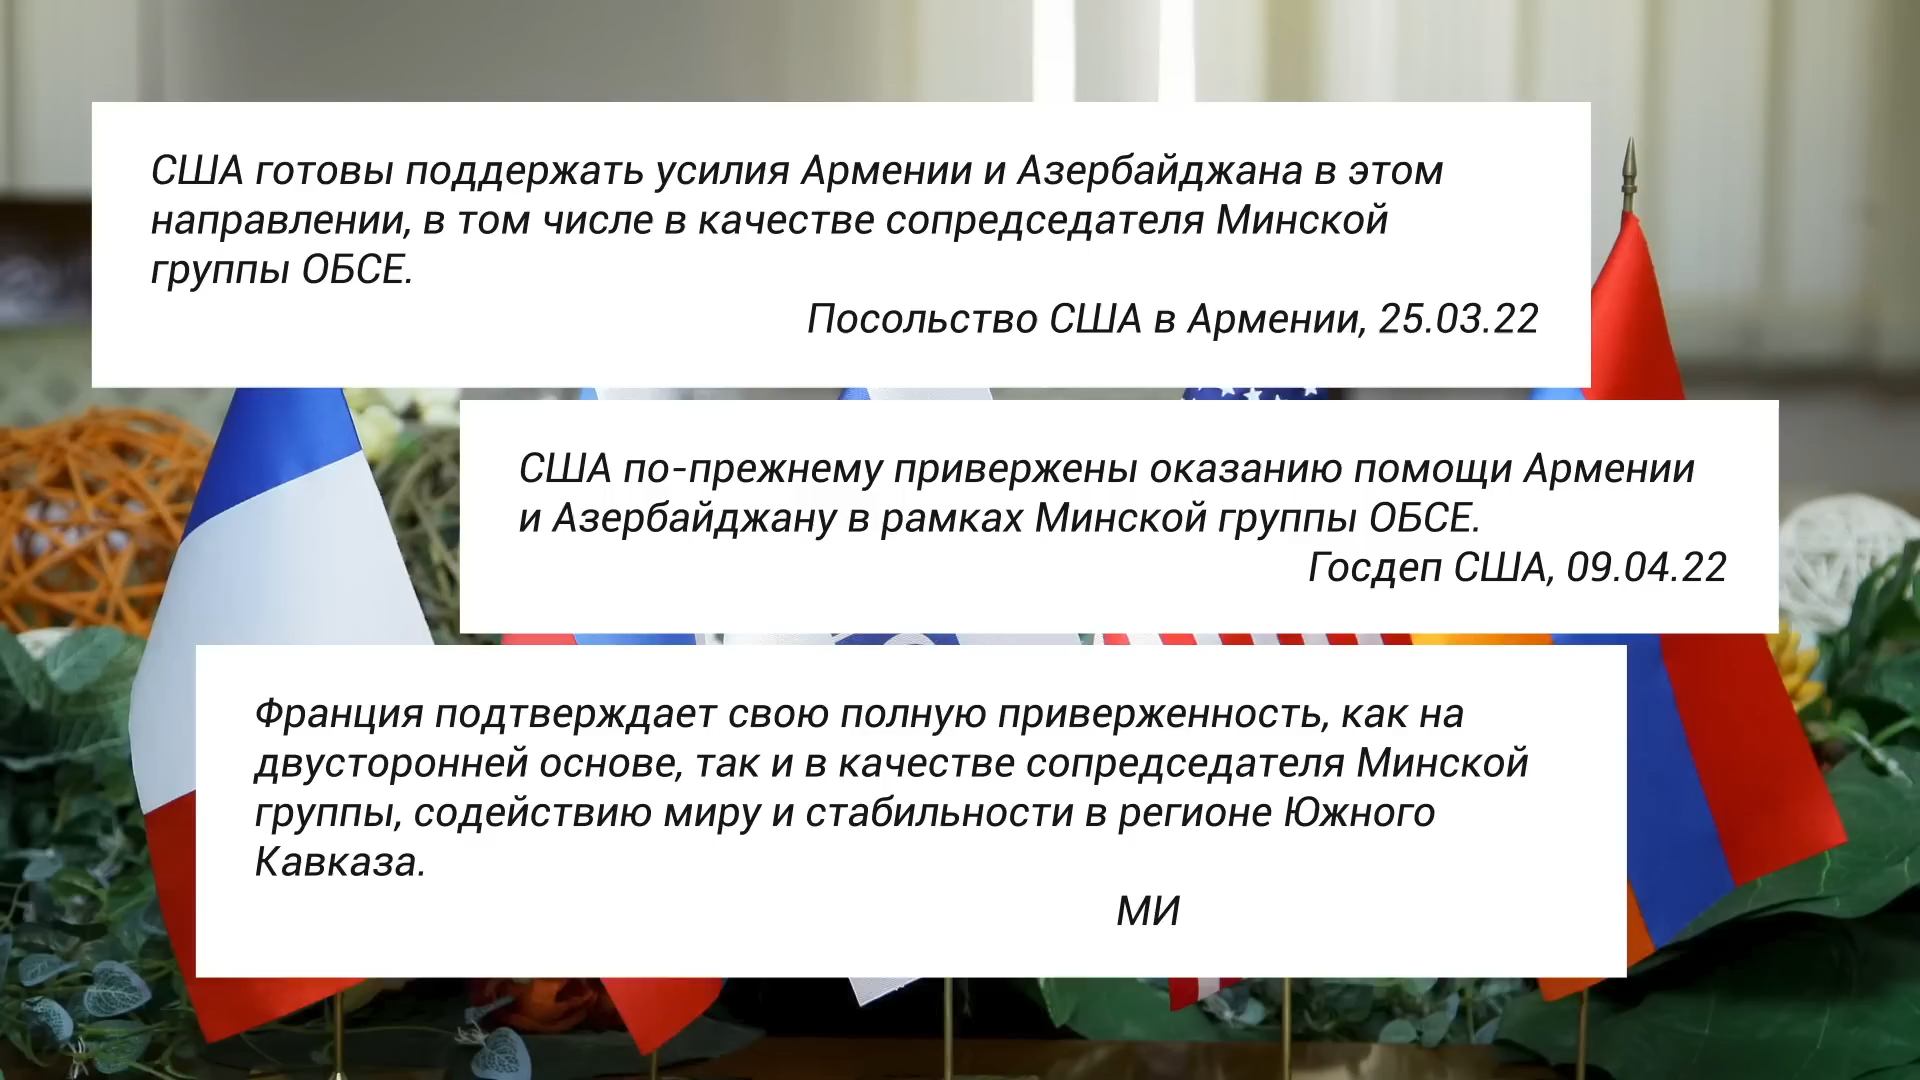 США готовы поддержать усилия Армении и Азербайджана в этом
направлении, в том числе в качестве сопредседателя Минской
группы ОБСЕ.
Посольство США в Армении, 25.03.22
США по-прежнему привержены оказанию помощи Армении
и Азербайджану в рамках Минской группы ОБСЕ.
Госдеп США, 09.04.22
Франция подтверждает свою полную приверженность, как на
двусторонней основе, так и в качестве сопредседателя Минской
группы, содействию миру и стабильности в регионе Южного
Кавказа.
МИ